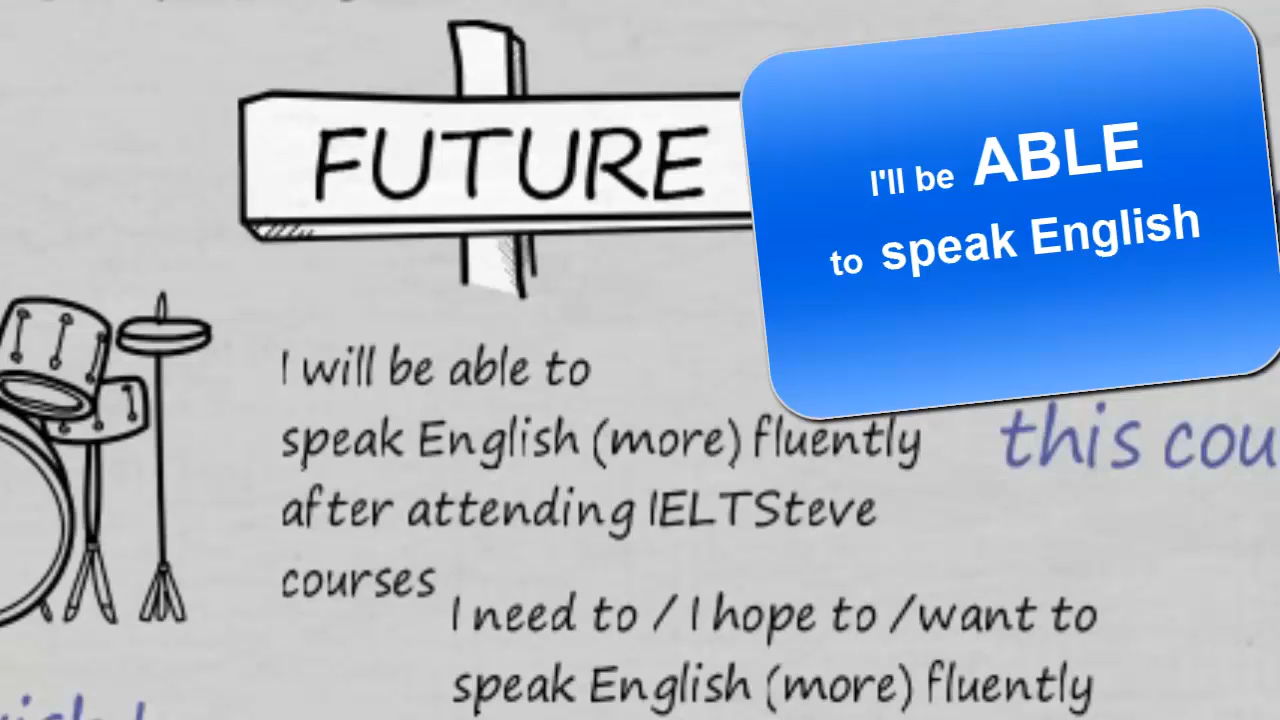 FUTURE
I'll be ABLE
to speak English
I will be able to
speak English (more) fluently
after attending IELTSteve
courses
this
I need to / I hope to /want to
speak English (more) fluently